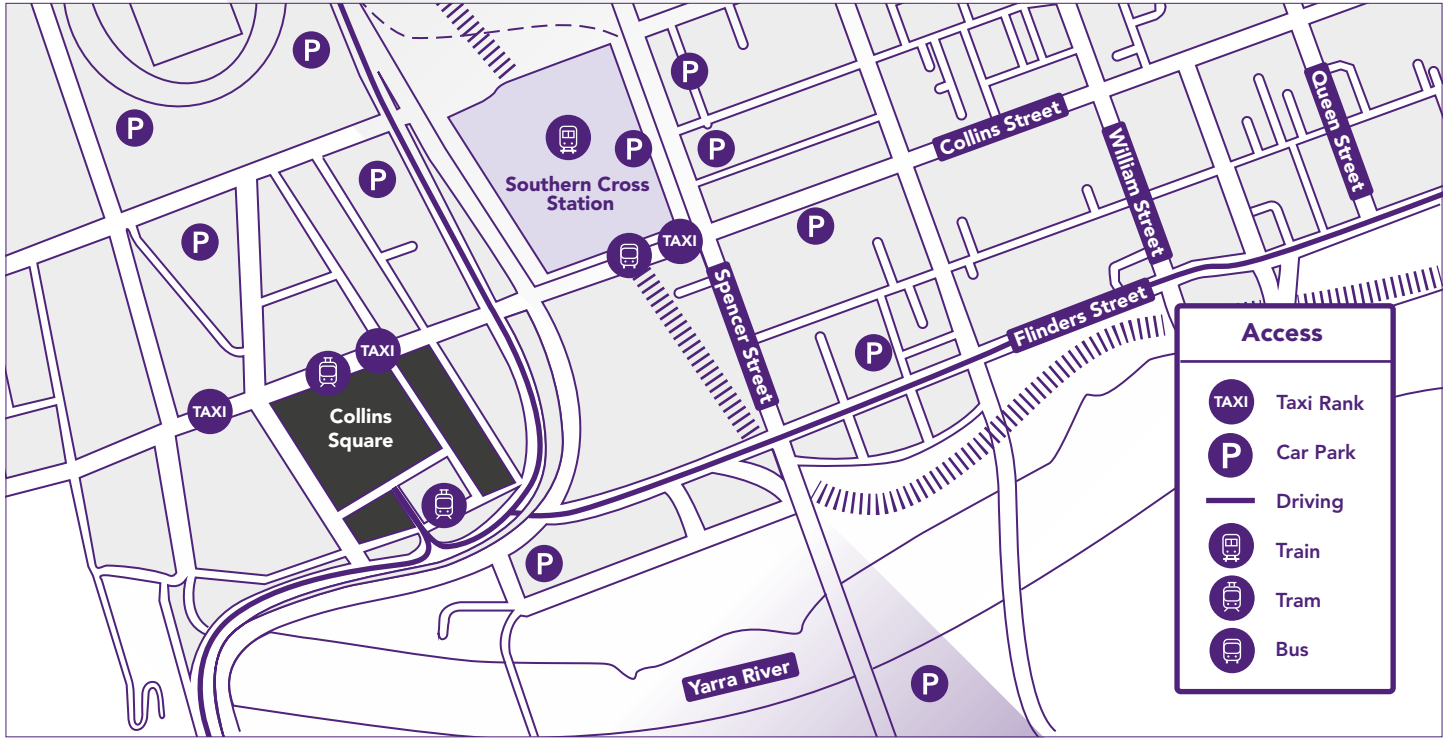 P
P
P
P
P
P
P
Southern Cross
Station
P
TAXI
P
Collins Street
William Street
Queen Street
Spencer Street
Flinders Street
P
TAXI
TAXI
Collins
Square
P
Yarra River
P
Access
TAXI Taxi Rank
P Car Park
Driving
Train
Tram
Bus